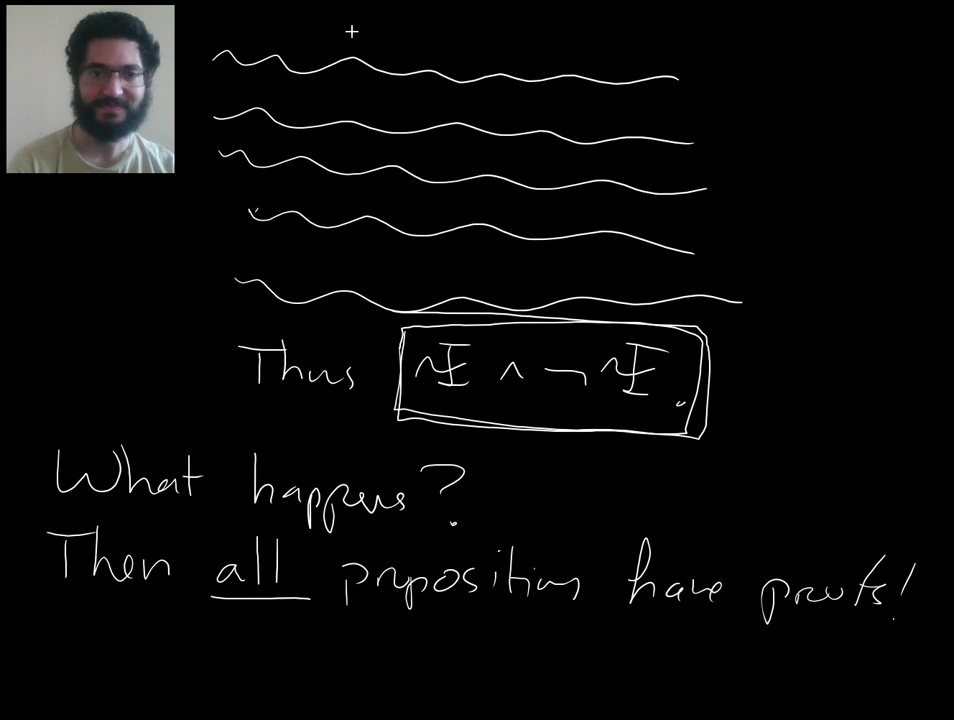 Thus Ψ ∧ ¬ Ψ.
What happens?
Then all propositions have proofs!